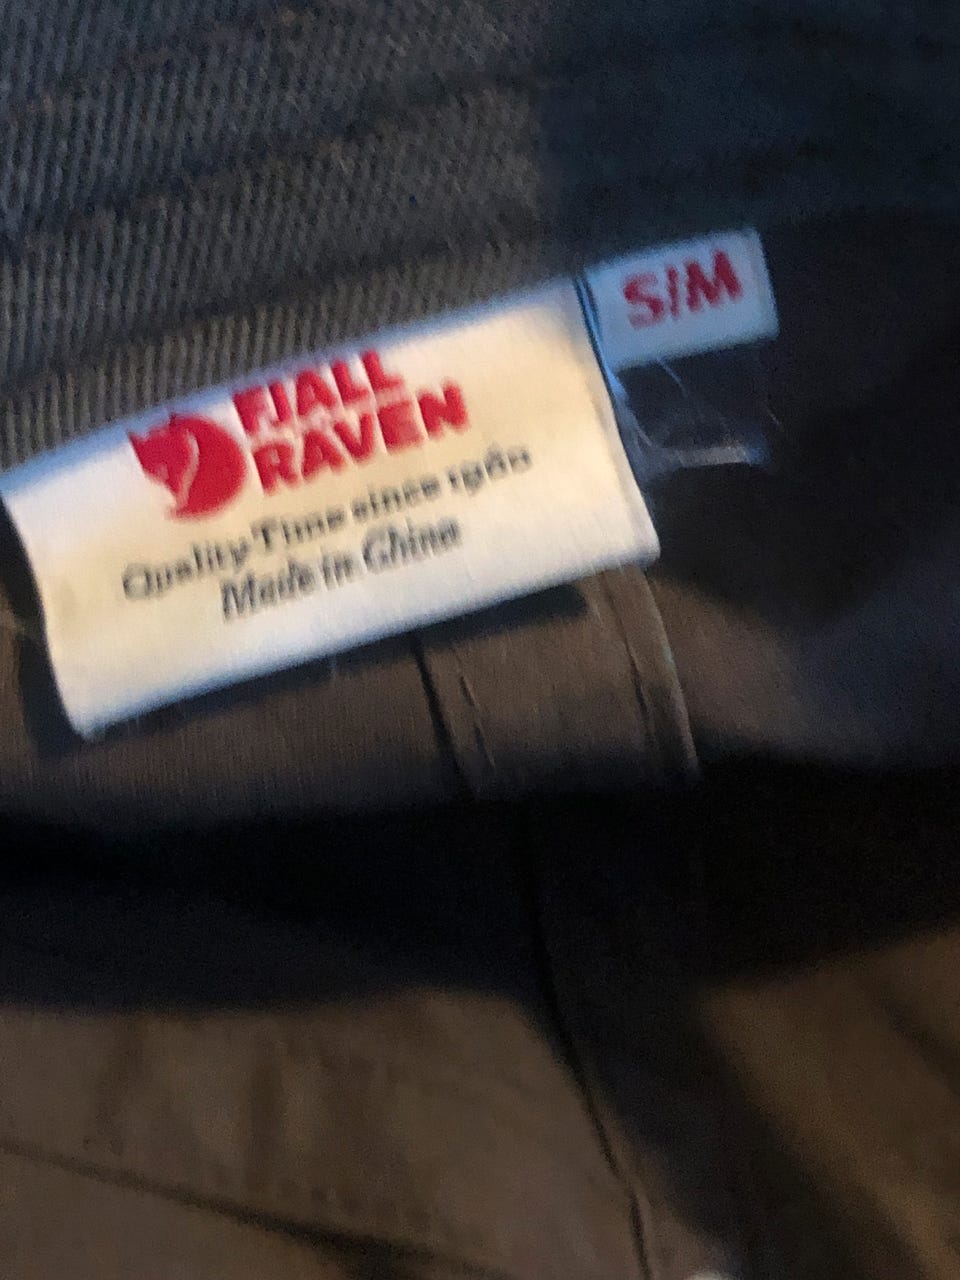 FJALL
RAVEN
Quality Time since 1960
Made in China
S/M